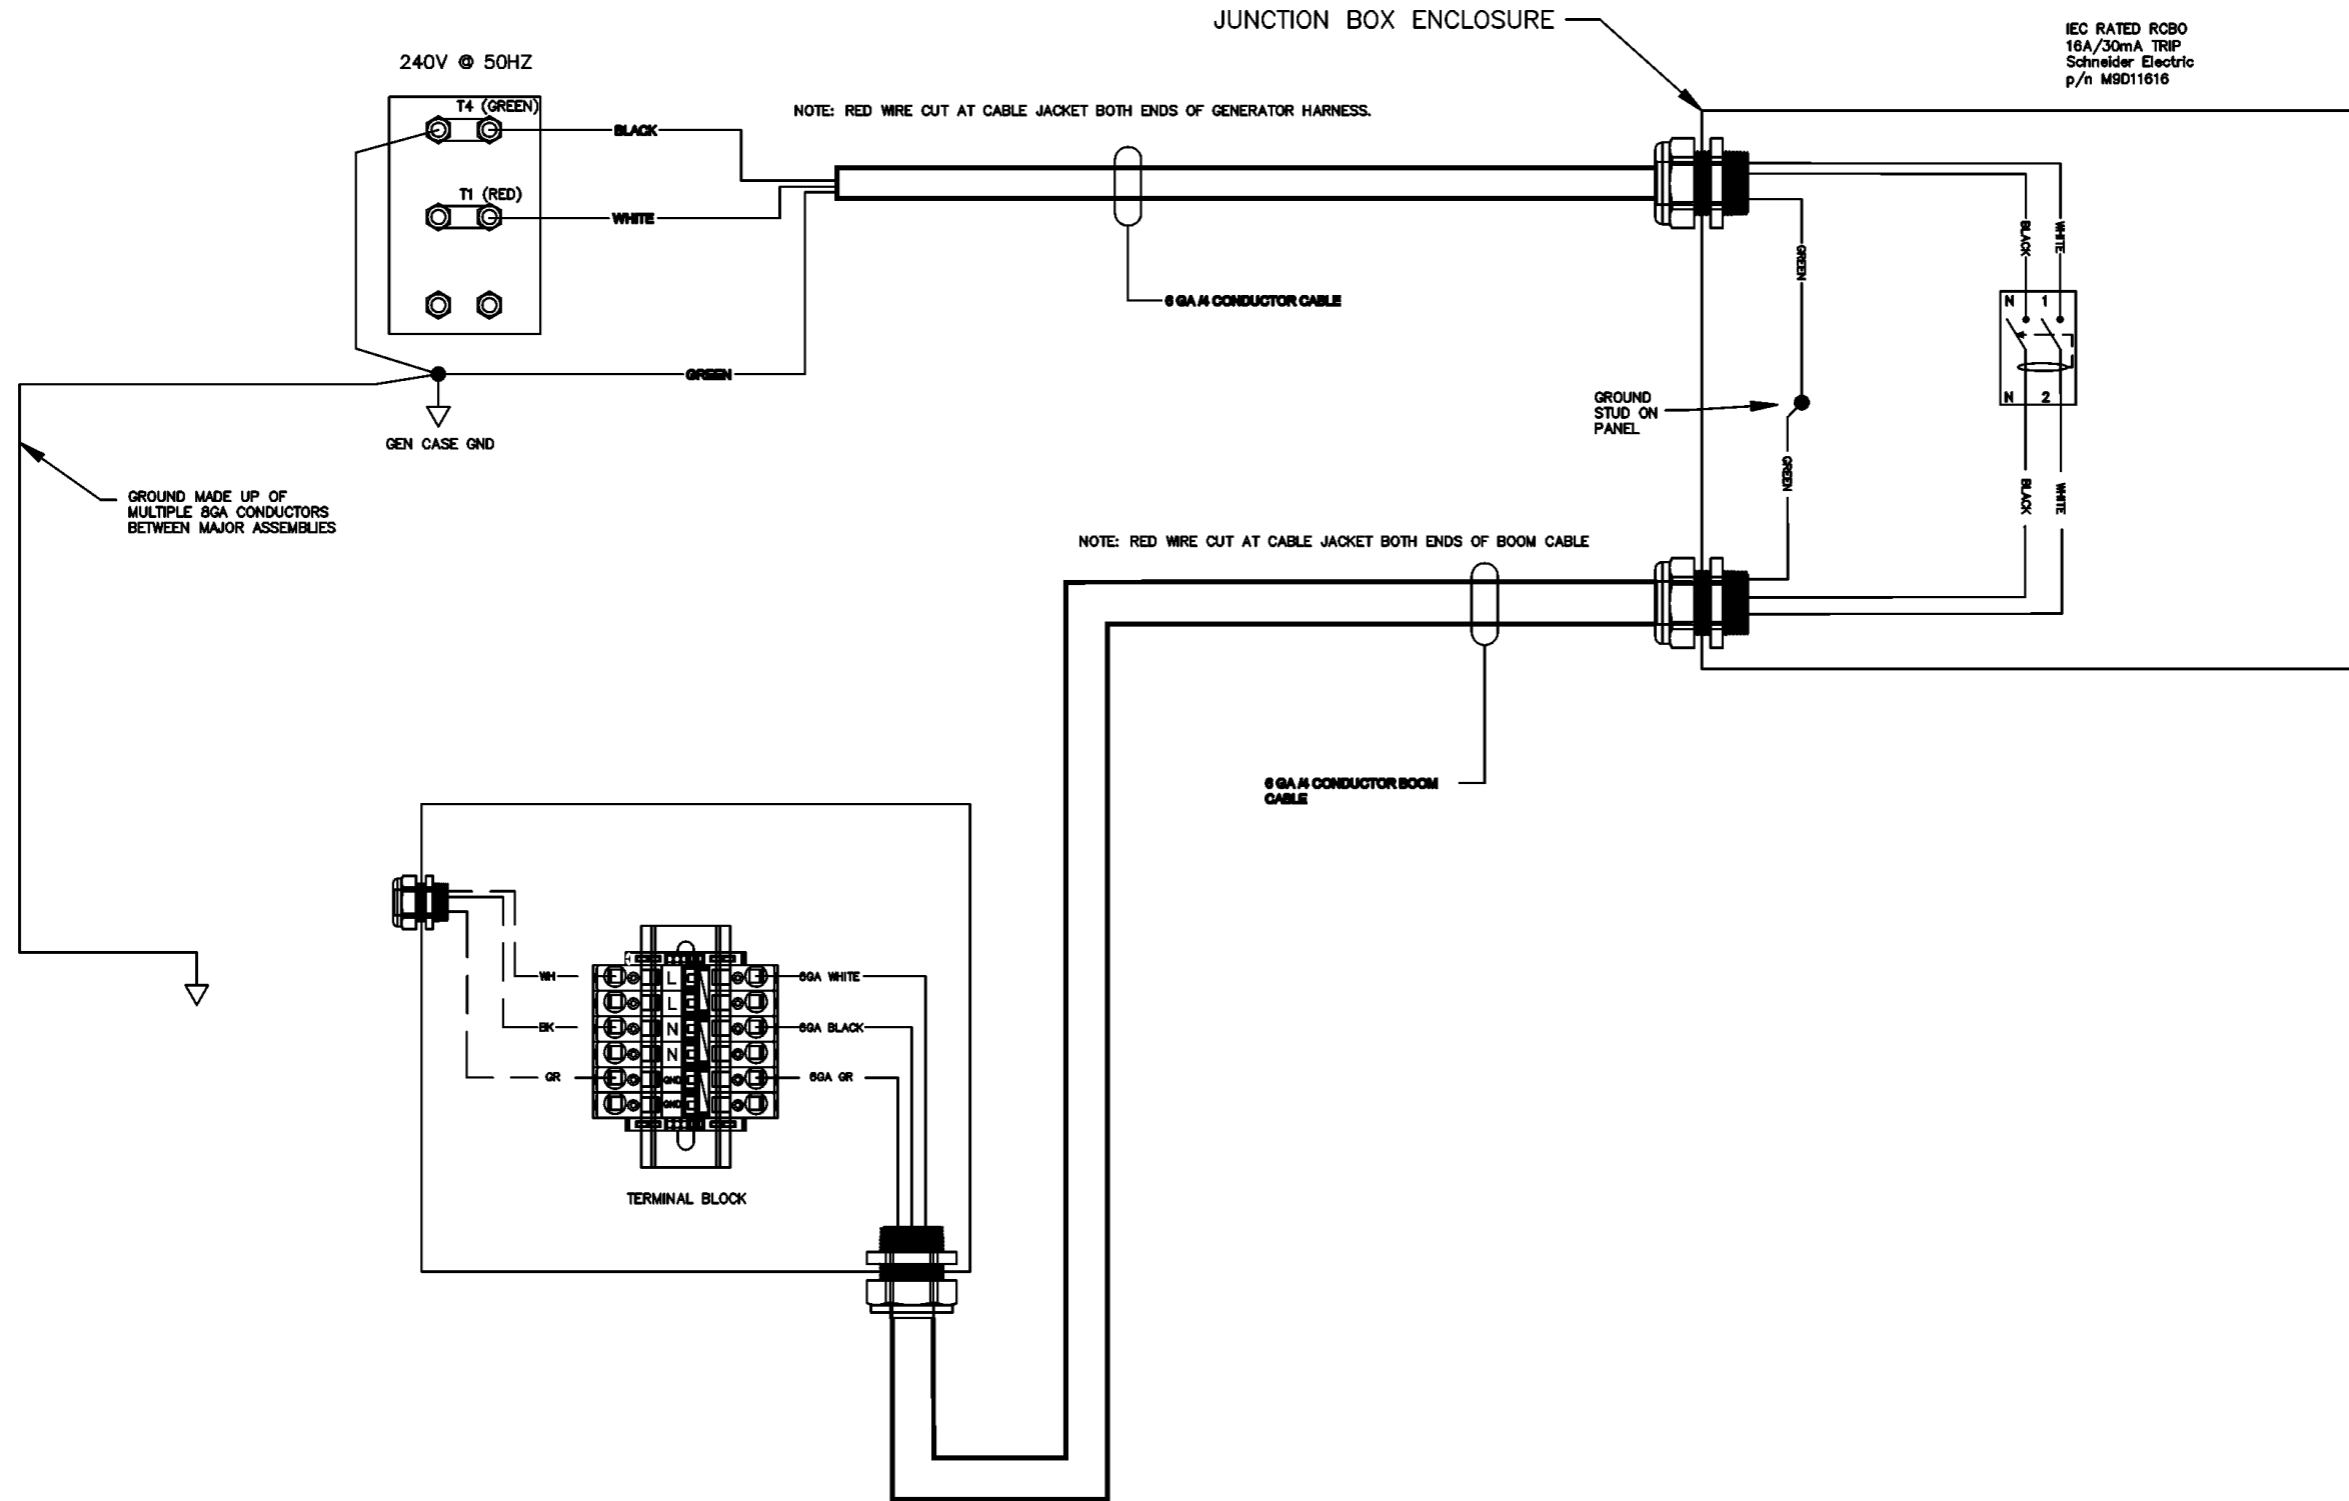 JUNCTION BOX ENCLOSURE
IEC RATED RCBO
16A/30mA TRIP
Schneider Electric
p/n M9D11616
240V @ 50HZ
T4 (GREEN)
NOTE: RED WIRE CUT AT CABLE JACKET BOTH ENDS OF GENERATOR HARNESS.
BLACK
T1 (RED)
WHITE
BLACK
WHITE
GREEN
6 GA /4 CONDUCTOR CABLE
N 1
GREEN
N 2
GROUND
STUD ON
PANEL
GEN CASE GND
GREEN
BLACK
WHITE
GROUND MADE UP OF
MULTIPLE 8GA CONDUCTORS
BETWEEN MAJOR ASSEMBLIES
NOTE: RED WIRE CUT AT CABLE JACKET BOTH ENDS OF BOOM CABLE
6 GA /4 CONDUCTOR BOOM
CABLE
WH
L
6GA WHITE
L
BK
N
6GA BLACK
N
GR
GND
6GA GR
GND
TERMINAL BLOCK